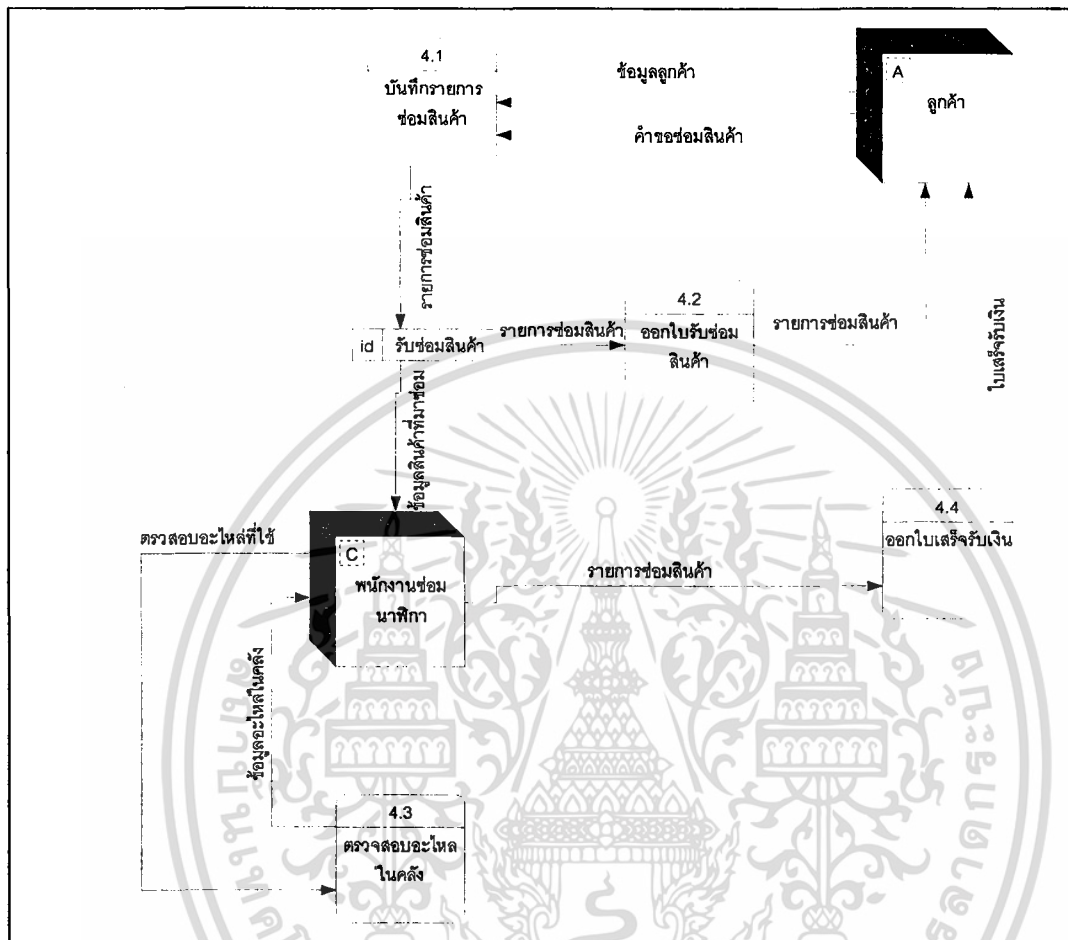 4.1
บันทึกรายการ
ซ่อมสินค้า
ข้อมูลลูกค้า
คำขอซ่อมสินค้า
A
ลูกค้า
รายการซ่อมสินค้า
id
รับซ่อมสินค้า
รายการซ่อมสินค้า
4.2
ออกใบรับซ่อม
สินค้า
รายการซ่อมสินค้า
ใบเสร็จรับเงิน
ข้อมูลสินค้าที่มาซ่อม
ตรวสอบอะไหล่ที่ใช้
C
พนักงานซ่อม
นาฬิกา
รายการซ่อมสินค้า
4.4
ออกใบเสร็จรับเงิน
ข้อมูลอะไหลในคลัง
4.3
ตรวจสอบอะไหล
ในคลัง